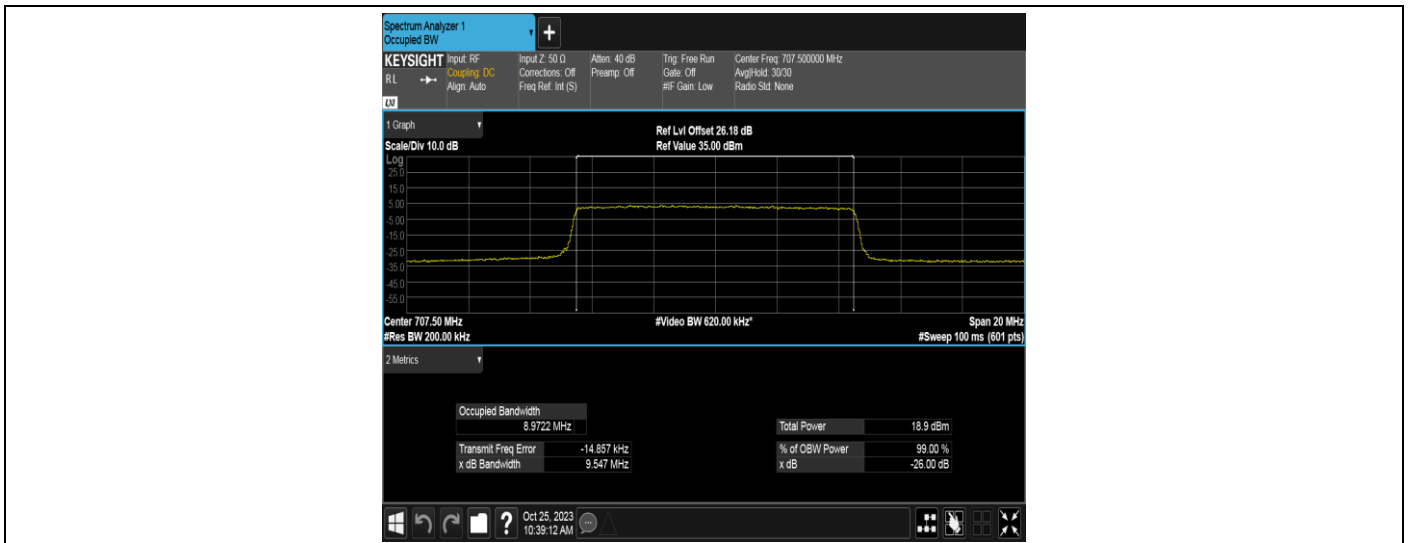 Spectrum Analyzer 1
Occupied BW
+
KEYSIGHT Input: RF Input Z: 50 Ω Atten: 40 dB Trig: Free Run Center Freq: 707.500000 MHz
RL Coupling: DC Corrections: Off Preamp: Off Gate: Off Avg|Hold: 30/30
Align: Auto Freq Ref: Int (S) #IF Gain: Low Radio Std: None
LXI
1 Graph Ref Lvl Offset 26.18 dB
Scale/Div 10.0 dB Ref Value 35.00 dBm
Log
25.0
15.0
5.00
-5.00
-15.0
-25.0
-35.0
-45.0
-55.0
Center 707.50 MHz #Video BW 620.00 kHz* Span 20 MHz
#Res BW 200.00 kHz #Sweep 100 ms (601 pts)
2 Metrics
Occupied Bandwidth
8.9722 MHz Total Power 18.9 dBm
Transmit Freq Error -14.857 kHz % of OBW Power 99.00 %
x dB Bandwidth 9.547 MHz x dB -26.00 dB
? Oct 25, 2023
10:39:12 AM